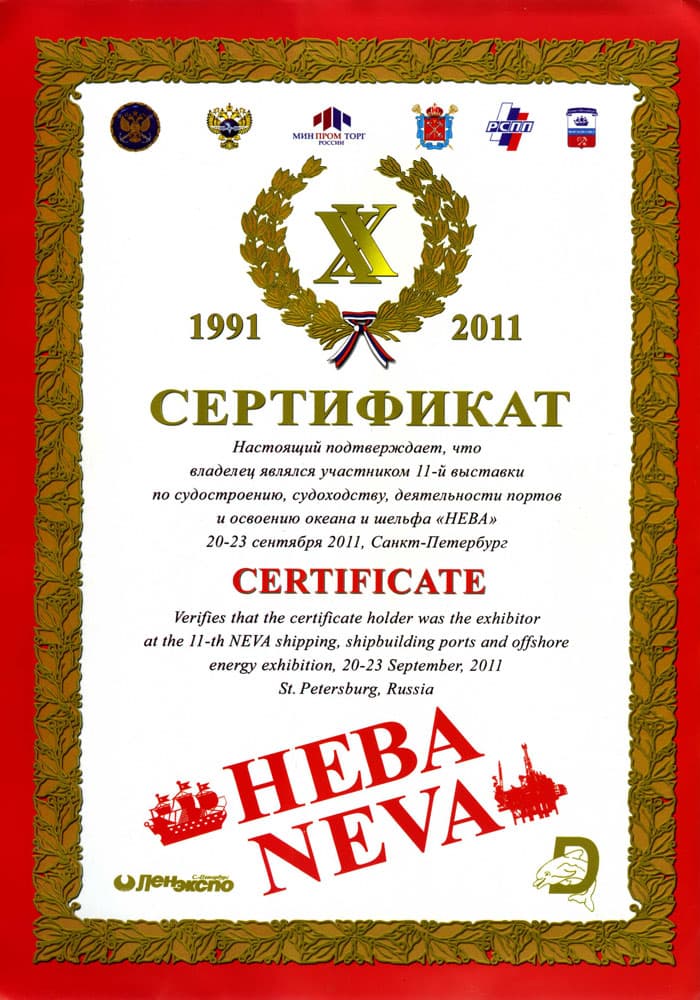 МИН ПРОМ ТОРГ
РОССИИ
РСПП
XX
1991 2011
СЕРТИФИКАТ
Настоящий подтверждает, что
владелец являлся участником 11-й выставки
по судостроению, судоходству, деятельности портов
и освоению океана и шельфа «НЕВА»
20-23 сентября 2011, Санкт-Петербург
CERTIFICATE
Verifies that the certificate holder was the exhibitor
at the 11-th NEVA shipping, shipbuilding ports and offshore
energy exhibition, 20-23 September, 2011
St. Petersburg, Russia
НЕВА
NEVA
С.-Петербург
ЛЕНЭКСПО
D